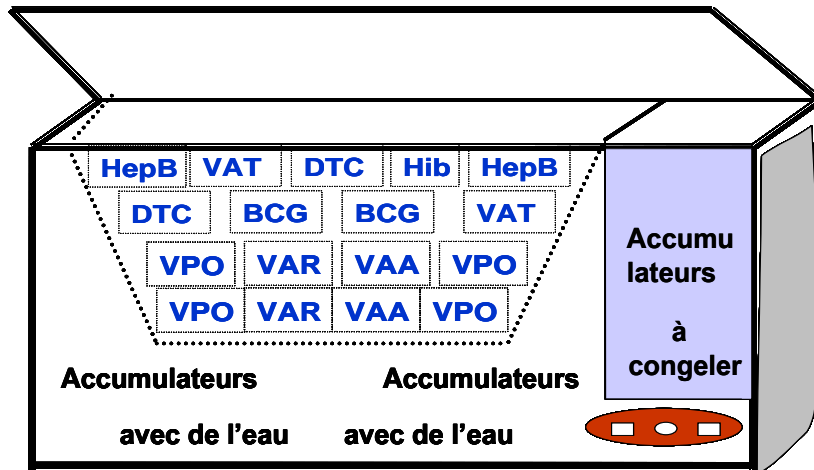 HepB VAT DTC Hib HepB
DTC BCG BCG VAT
VPO VAR VAA VPO
VPO VAR VAA VPO
Accumu
lateurs
à
congeler
Accumulateurs Accumulateurs
avec de l'eau avec de l'eau